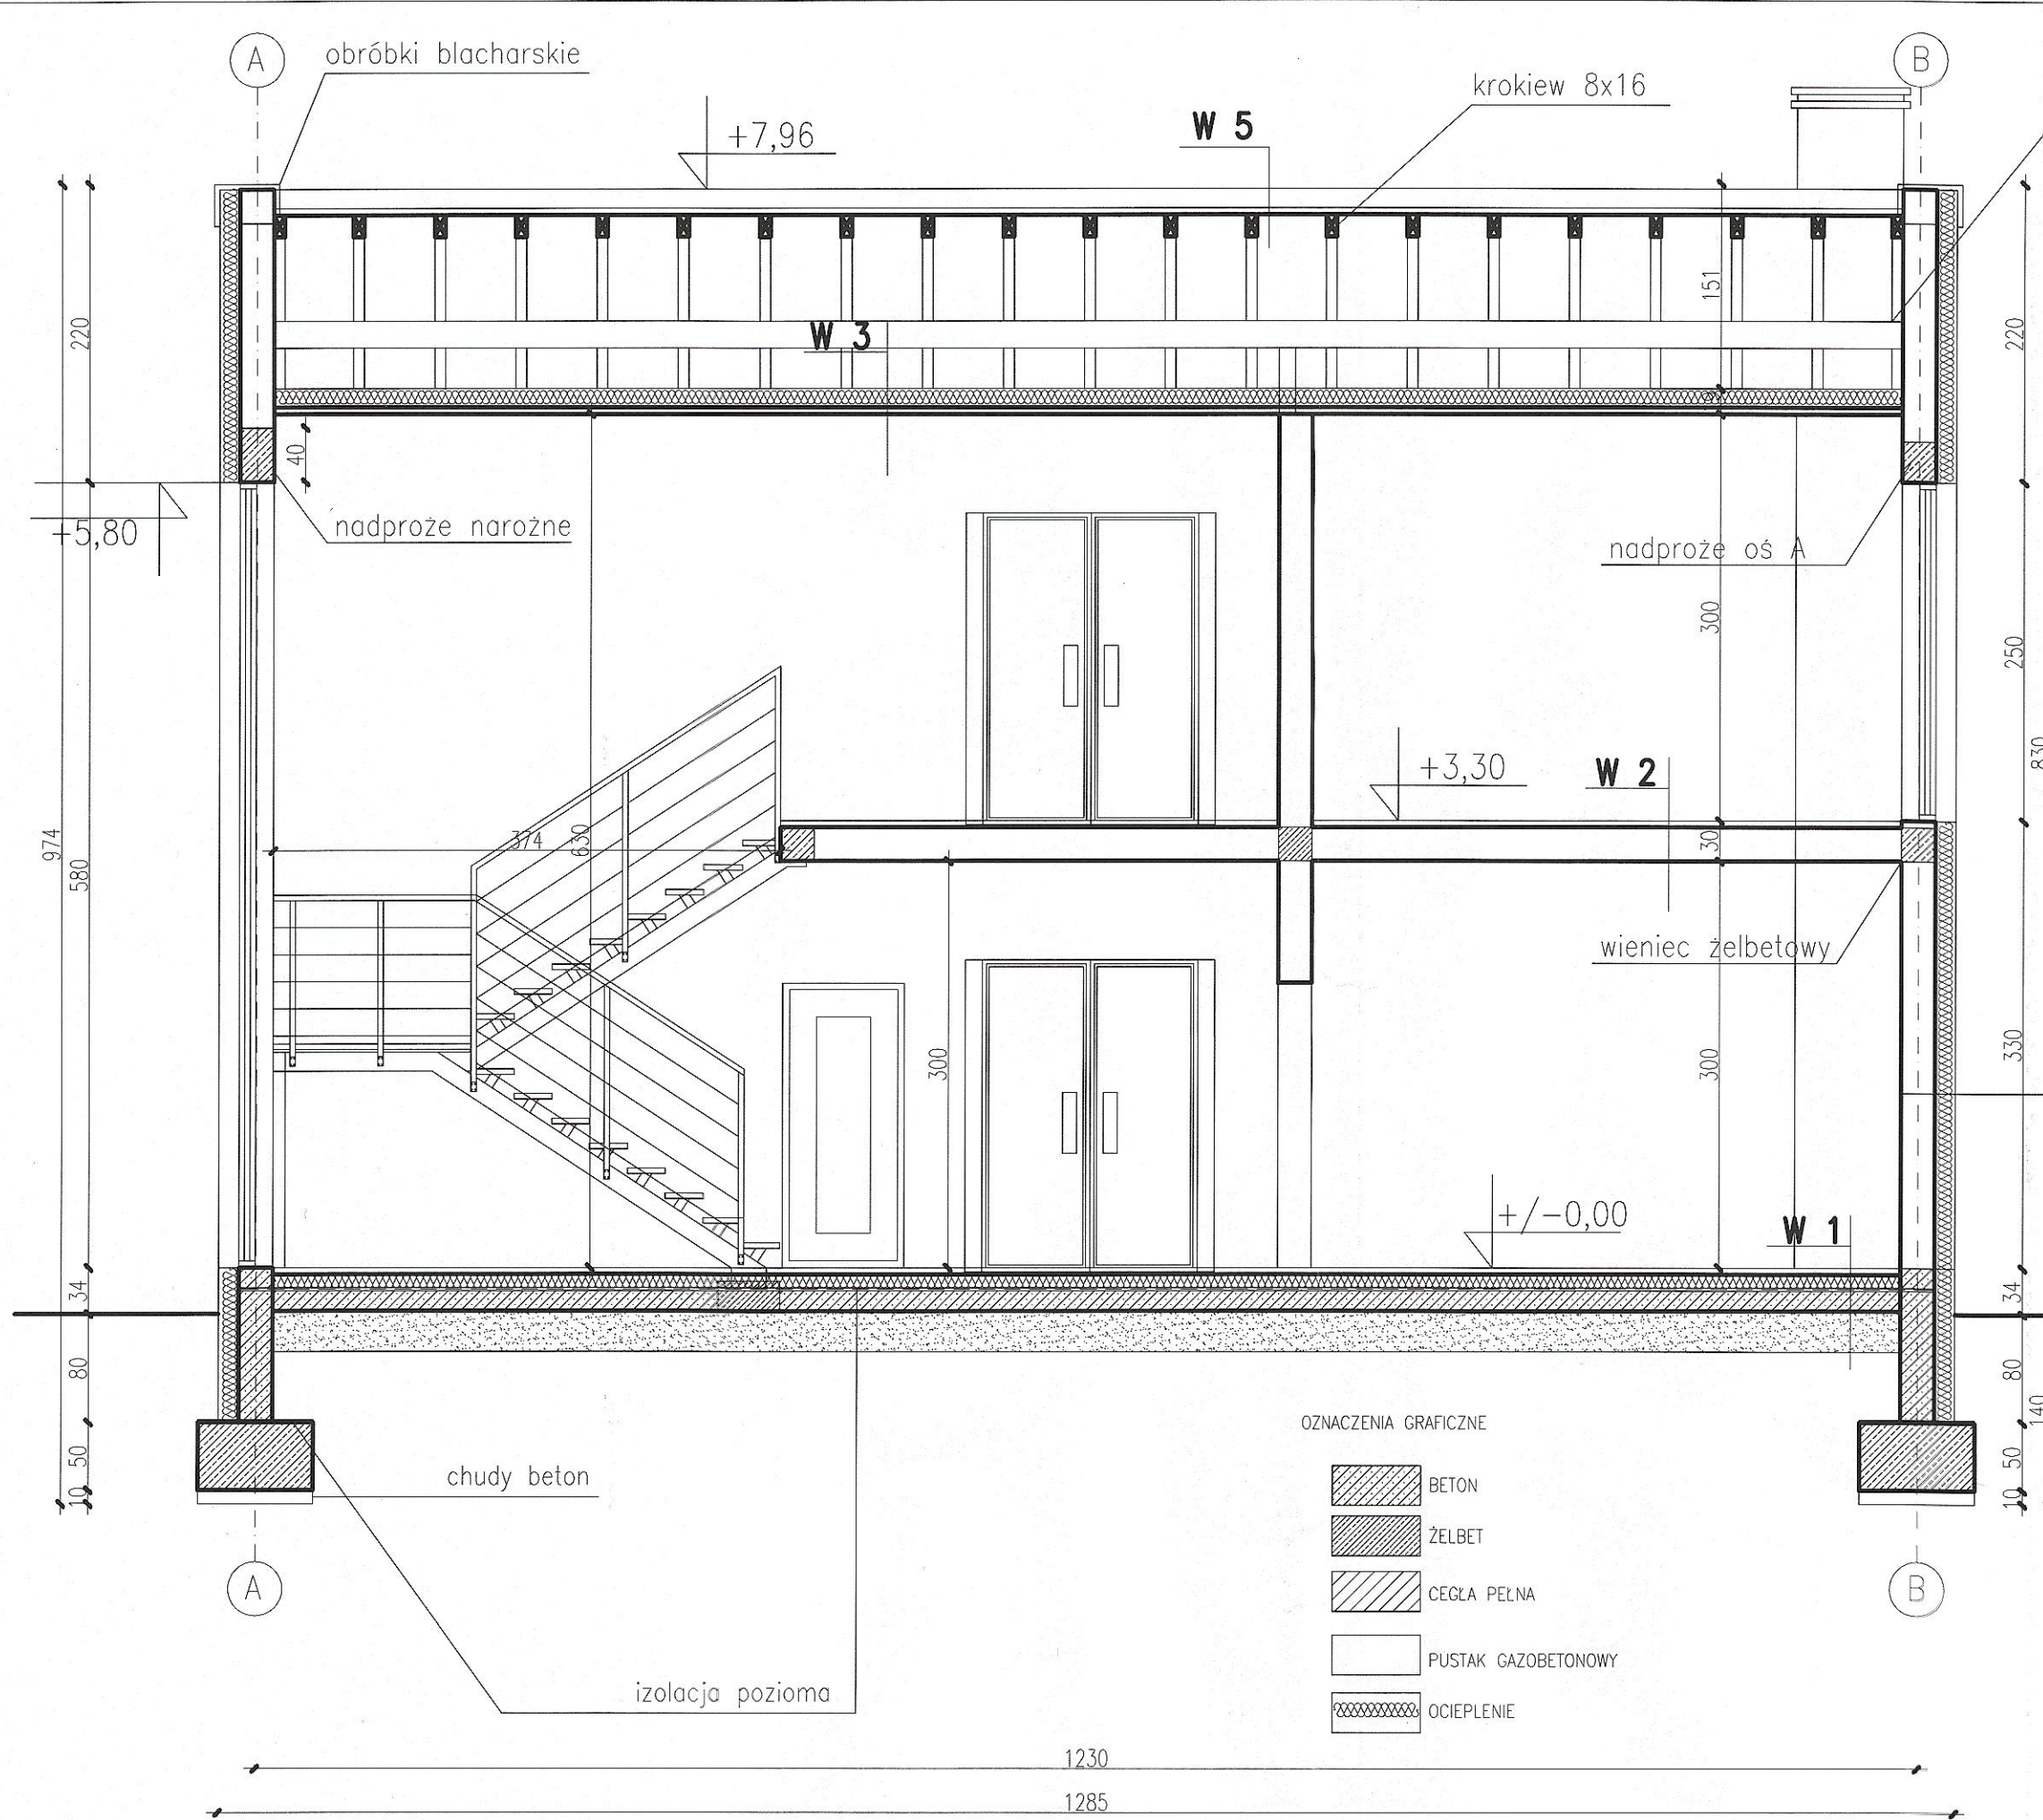 A
obróbki blacharskie
B
krokiew 8x16
W 5
+7,96
220
151
220
W 3
40
+5,80
nadproże narożne
nadproże oś A
300
250
+3,30
W 2
830
974
580
374
630
30
wieniec żelbetowy
300
300
330
+/-0,00
W 1
34
34
80
80
140
50
50
10
10
chudy beton
OZNACZENIA GRAFICZNE
BETON
ŻELBET
CEGŁA PEŁNA
PUSTAK GAZOBETONOWY
OCIEPLENIE
A
B
izolacja pozioma
1230
1285